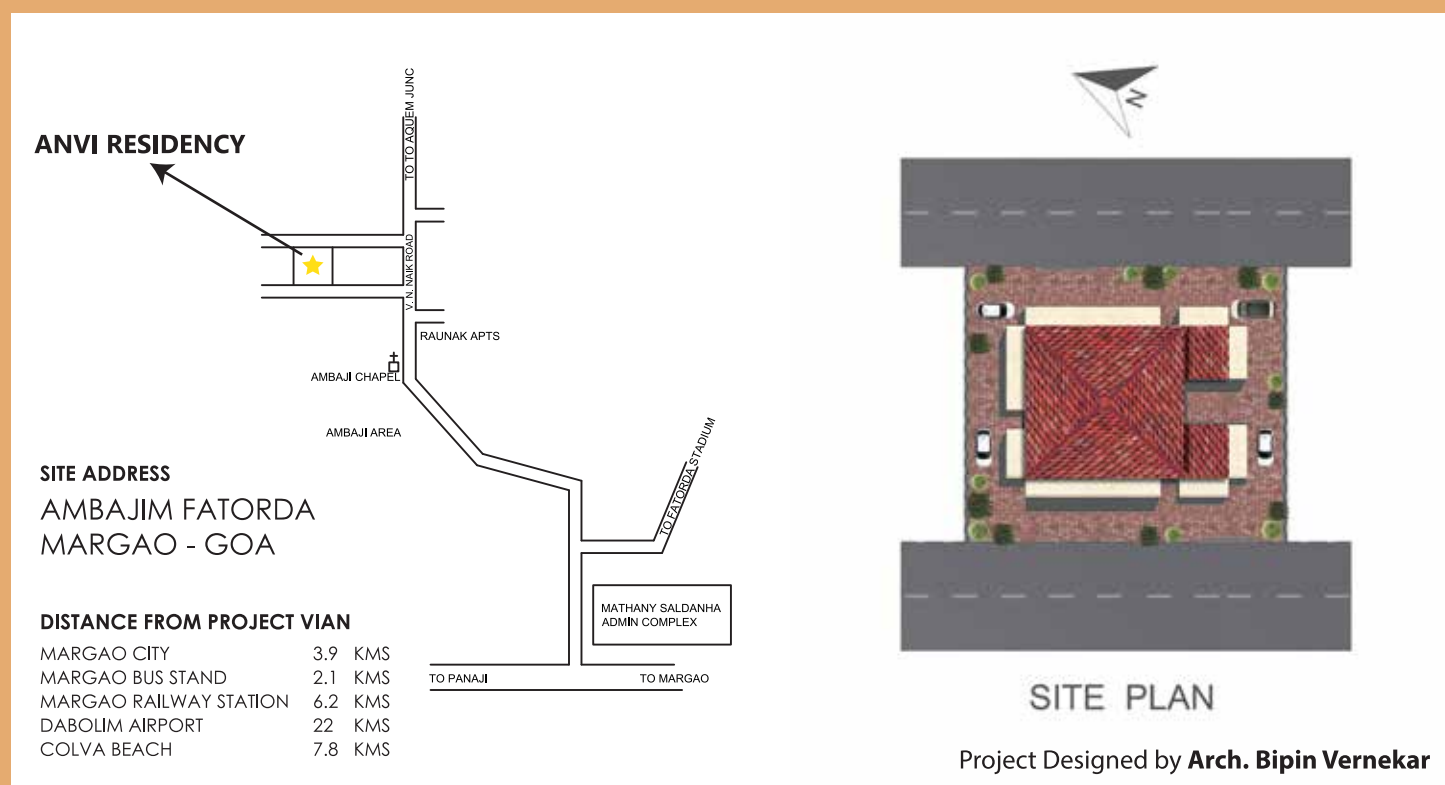 ANVI RESIDENCY
TO TO AQUEM JUNC
V. N. NAIK ROAD
RAUNAK APTS
AMBAJI CHAPEL
AMBAJI AREA
TO FATORDA STADIUM
MATHANY SALDANHA
ADMIN COMPLEX
TO PANAJI
TO MARGAO
SITE ADDRESS
AMBAJIM FATORDA
MARGAO - GOA
DISTANCE FROM PROJECT VIAN
MARGAO CITY 3.9 KMS
MARGAO BUS STAND 2.1 KMS
MARGAO RAILWAY STATION 6.2 KMS
DABOLIM AIRPORT 22 KMS
COLVA BEACH 7.8 KMS
N
SITE PLAN
Project Designed by Arch. Bipin Vernekar